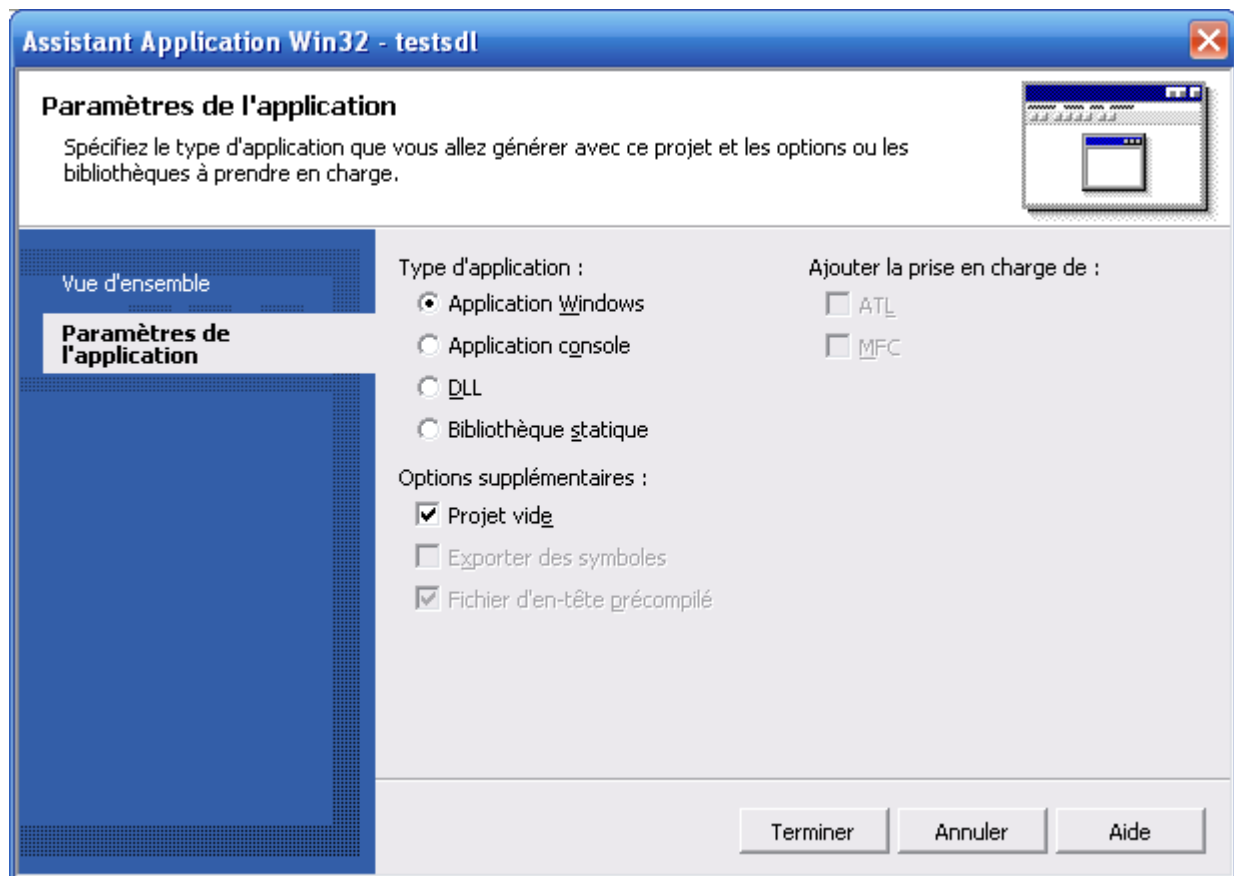 Assistant Application Win32 - testsdl
Paramètres de l'application
Spécifiez le type d'application que vous allez générer avec ce projet et les options ou les
bibliothèques à prendre en charge.
Vue d'ensemble
Paramètres de
l'application
Type d'application :
Application Windows
Application console
DLL
Bibliothèque statique
Options supplémentaires :
Projet vide
Exporter des symboles
Fichier d'en-tête précompilé
Ajouter la prise en charge de :
ATL
MFC
Terminer
Annuler
Aide